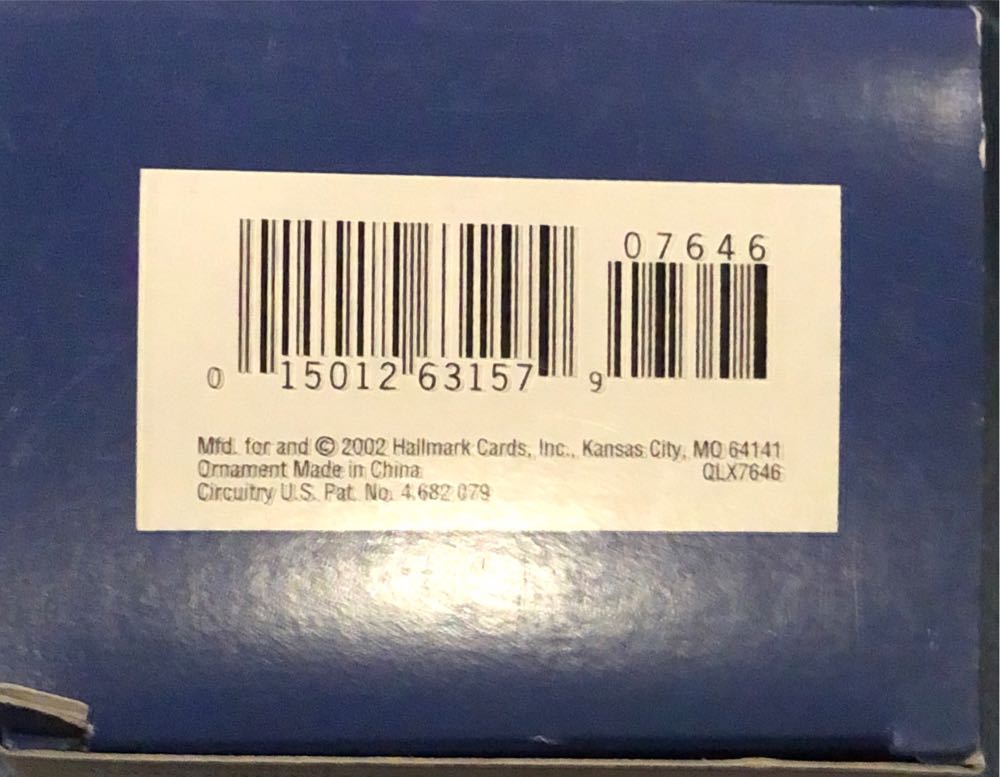 07646
0 15012 63157 9
Mfd. for and © 2002 Hallmark Cards, Inc., Kansas City, MO 64141
Ornament Made in China QLX7646
Circuitry U.S. Pat. No. 4,682,079